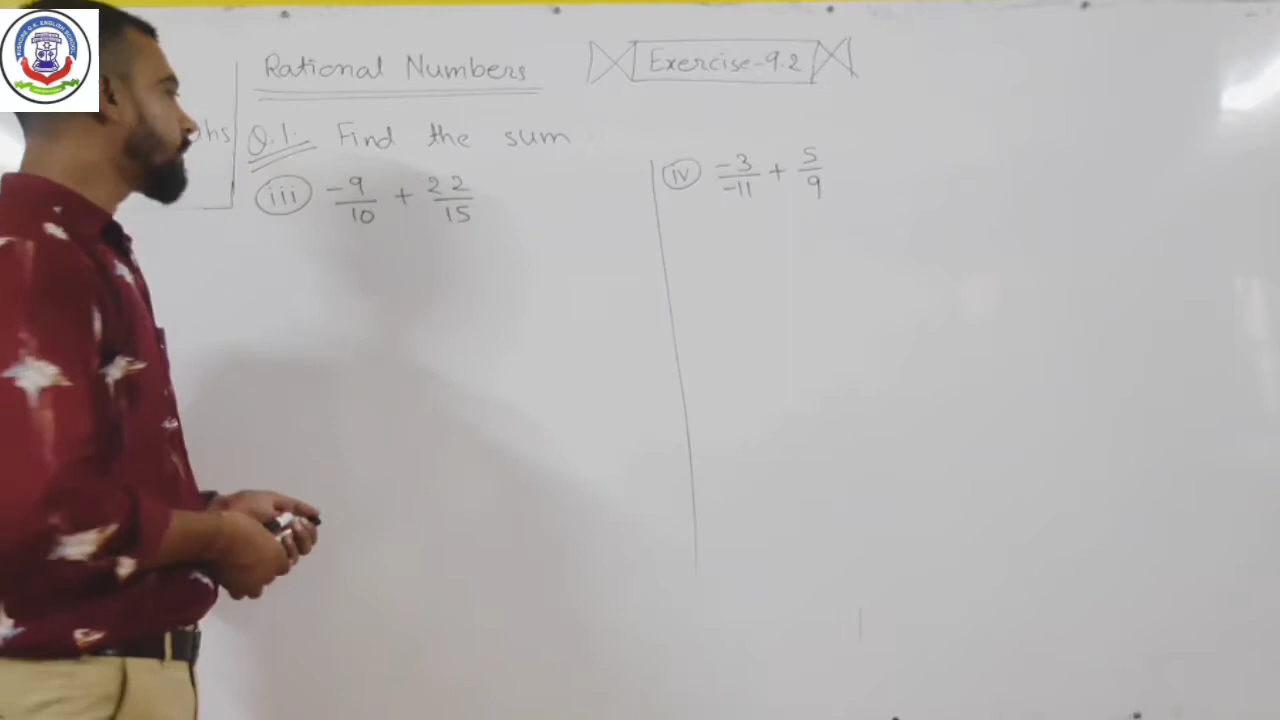 Rational Numbers
Exercise-9.2
Q.1. Find the sum
iii -9/10 + 22/15
iv -3/-11 + 5/9